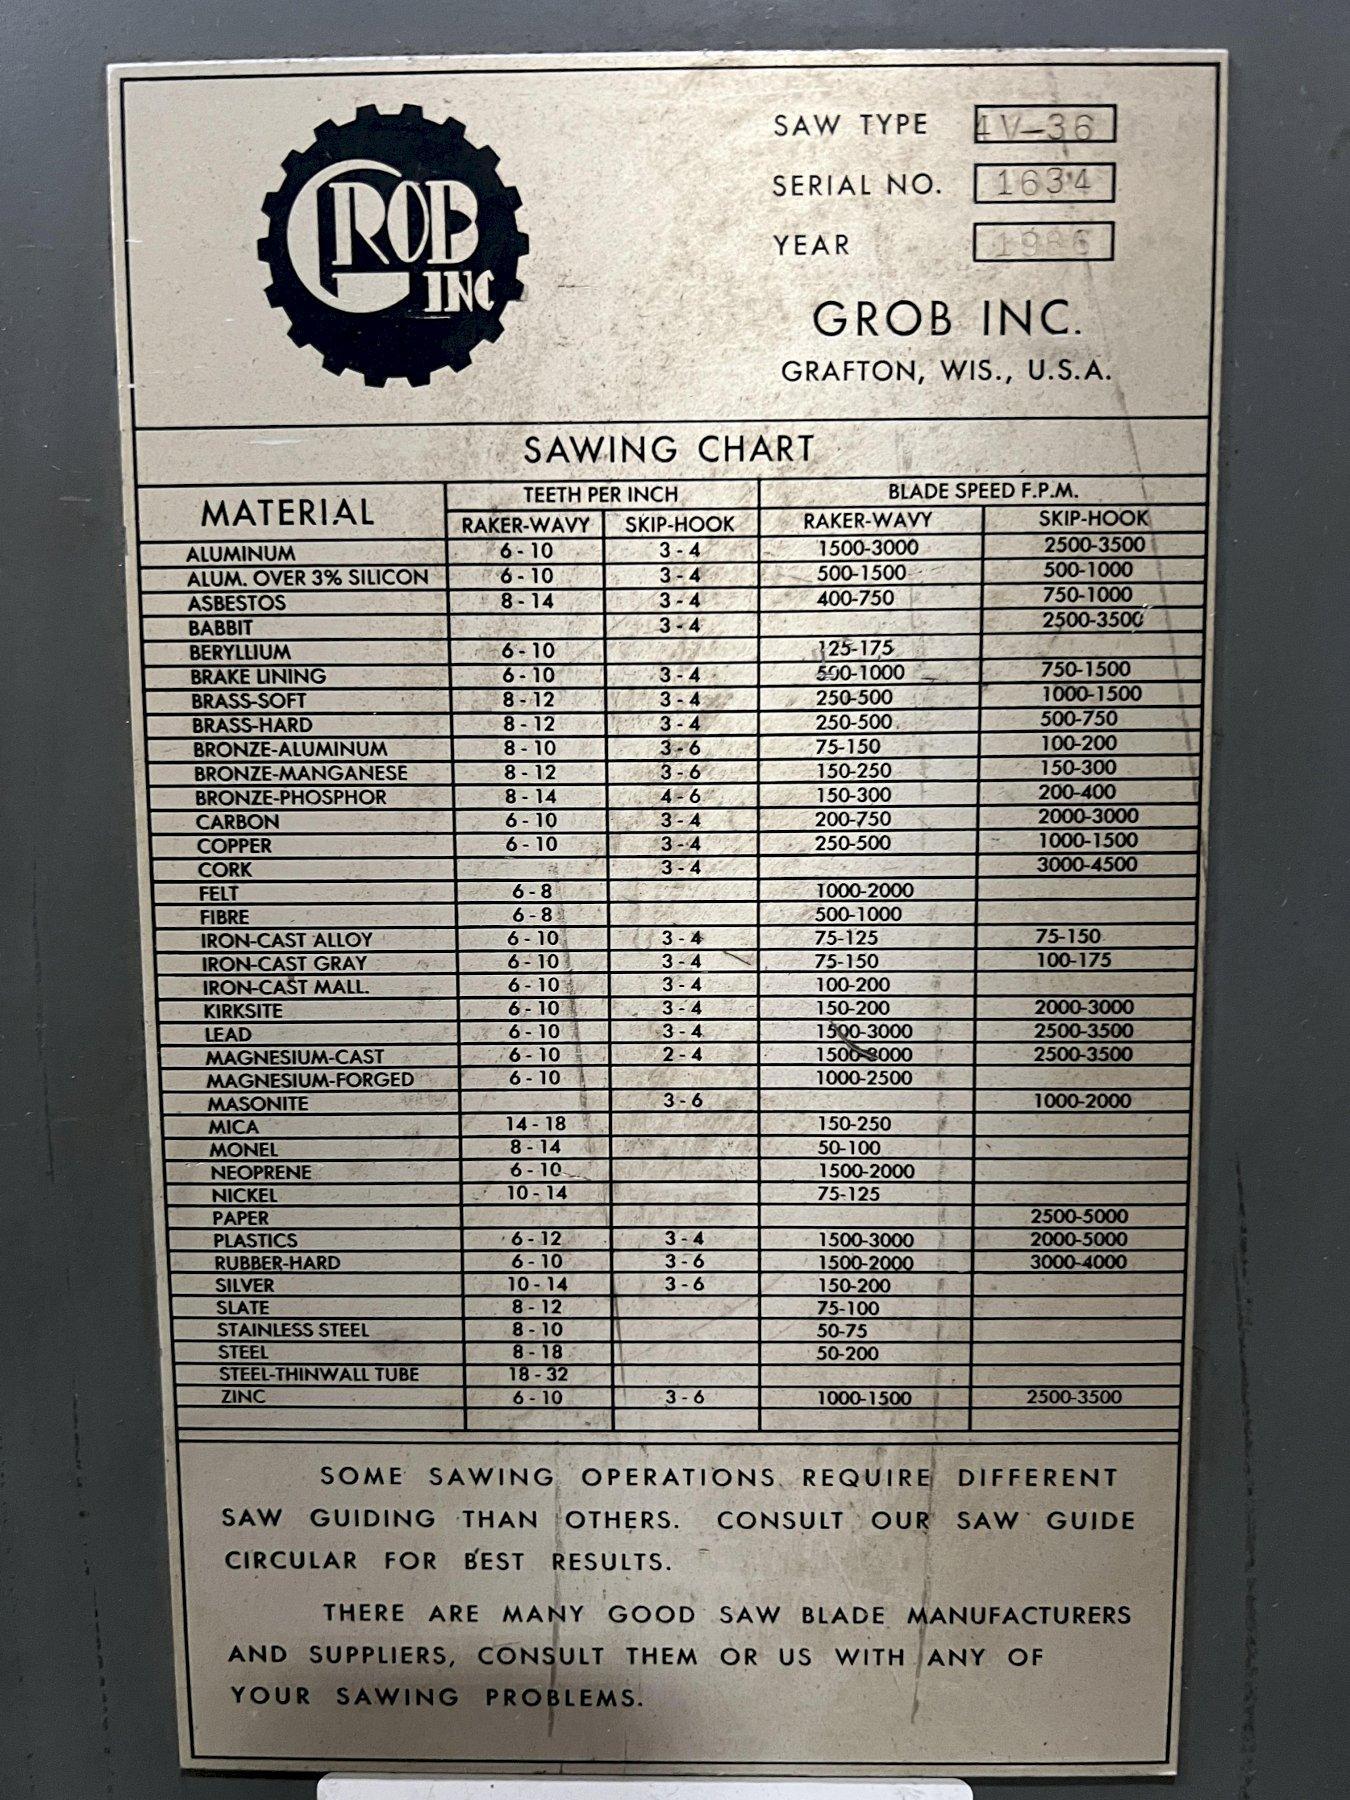 GROB
INC
SAW TYPE 4V-36
SERIAL NO. 1634
YEAR 1986
GROB INC.
GRAFTON, WIS., U.S.A.
SAWING CHART
MATERIAL TEETH PER INCH BLADE SPEED F.P.M.
RAKER-WAVY SKIP-HOOK RAKER-WAVY SKIP-HOOK
ALUMINUM 6 - 10 3 - 4 1500-3000 2500-3500
ALUM. OVER 3% SILICON 6 - 10 3 - 4 500-1500 500-1000
ASBESTOS 8 - 14 3 - 4 400-750 750-1000
BABBIT 3 - 4 2500-3500
BERYLLIUM 6 - 10 125-175
BRAKE LINING 6 - 10 3 - 4 500-1000 750-1500
BRASS-SOFT 8 - 12 3 - 4 250-500 1000-1500
BRASS-HARD 8 - 12 3 - 4 250-500 500-750
BRONZE-ALUMINUM 8 - 10 3 - 6 75-150 100-200
BRONZE-MANGANESE 8 - 12 3 - 6 150-250 150-300
BRONZE-PHOSPHOR 8 - 14 4 - 6 150-300 200-400
CARBON 6 - 10 3 - 4 200-750 2000-3000
COPPER 6 - 10 3 - 4 250-500 1000-1500
CORK 3 - 4 3000-4500
FELT 6 - 8 1000-2000
FIBRE 6 - 8 500-1000
IRON-CAST ALLOY 6 - 10 3 - 4 75-125 75-150
IRON-CAST GRAY 6 - 10 3 - 4 75-150 100-175
IRON-CAST MALL. 6 - 10 3 - 4 100-200
KIRKSITE 6 - 10 3 - 4 150-200 2000-3000
LEAD 6 - 10 3 - 4 1500-3000 2500-3500
MAGNESIUM-CAST 6 - 10 2 - 4 1500-3000 2500-3500
MAGNESIUM-FORGED 6 - 10 1000-2500
MASONITE 3 - 6 1000-2000
MICA 14 - 18 150-250
MONEL 8 - 14 50-100
NEOPRENE 6 - 10 1500-2000
NICKEL 10 - 14 75-125
PAPER 2500-5000
PLASTICS 6 - 12 3 - 4 1500-3000 2000-5000
RUBBER-HARD 6 - 10 3 - 6 1500-2000 3000-4000
SILVER 10 - 14 3 - 6 150-200
SLATE 8 - 12 75-100
STAINLESS STEEL 8 - 10 50-75
STEEL 8 - 18 50-200
STEEL-THINWALL TUBE 18 - 32
ZINC 6 - 10 3 - 6 1000-1500 2500-3500
SOME SAWING OPERATIONS REQUIRE DIFFERENT
SAW GUIDING THAN OTHERS. CONSULT OUR SAW GUIDE
CIRCULAR FOR BEST RESULTS.
THERE ARE MANY GOOD SAW BLADE MANUFACTURERS
AND SUPPLIERS, CONSULT THEM OR US WITH ANY OF
YOUR SAWING PROBLEMS.